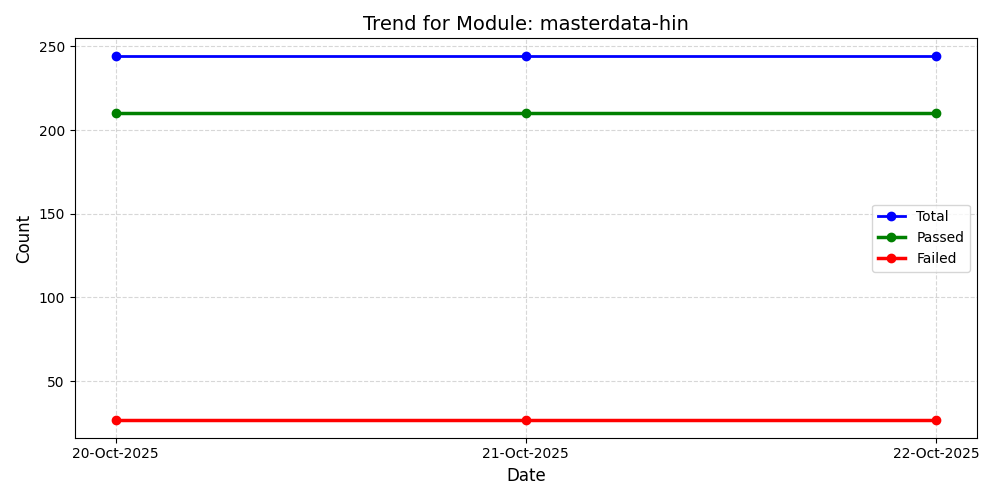 Trend for Module: masterdata-hin
250
200
150
100
50
Count
Total
Passed
Failed
20-Oct-2025
21-Oct-2025
22-Oct-2025
Date